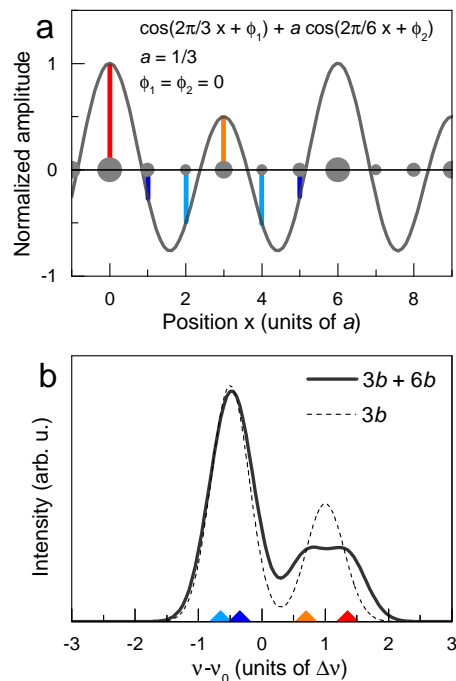 a
cos(2π/3 x + ϕ₁) + a cos(2π/6 x + ϕ₂)
a = 1/3
ϕ₁ = ϕ₂ = 0
Normalized amplitude
1
0
-1
0 2 4 6 8
Position x (units of a)
b
3b + 6b
3b
Intensity (arb. u.)
-3 -2 -1 0 1 2 3
ν-ν₀ (units of Δν)